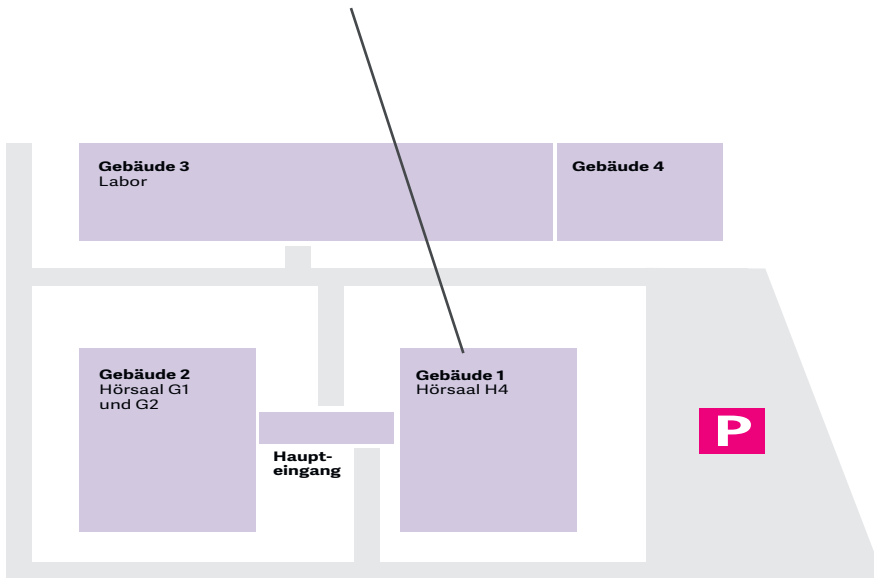 Gebäude 3
Labor
Gebäude 4
Gebäude 2
Hörsaal G1
und G2
Gebäude 1
Hörsaal H4
Haupt-
eingang
P